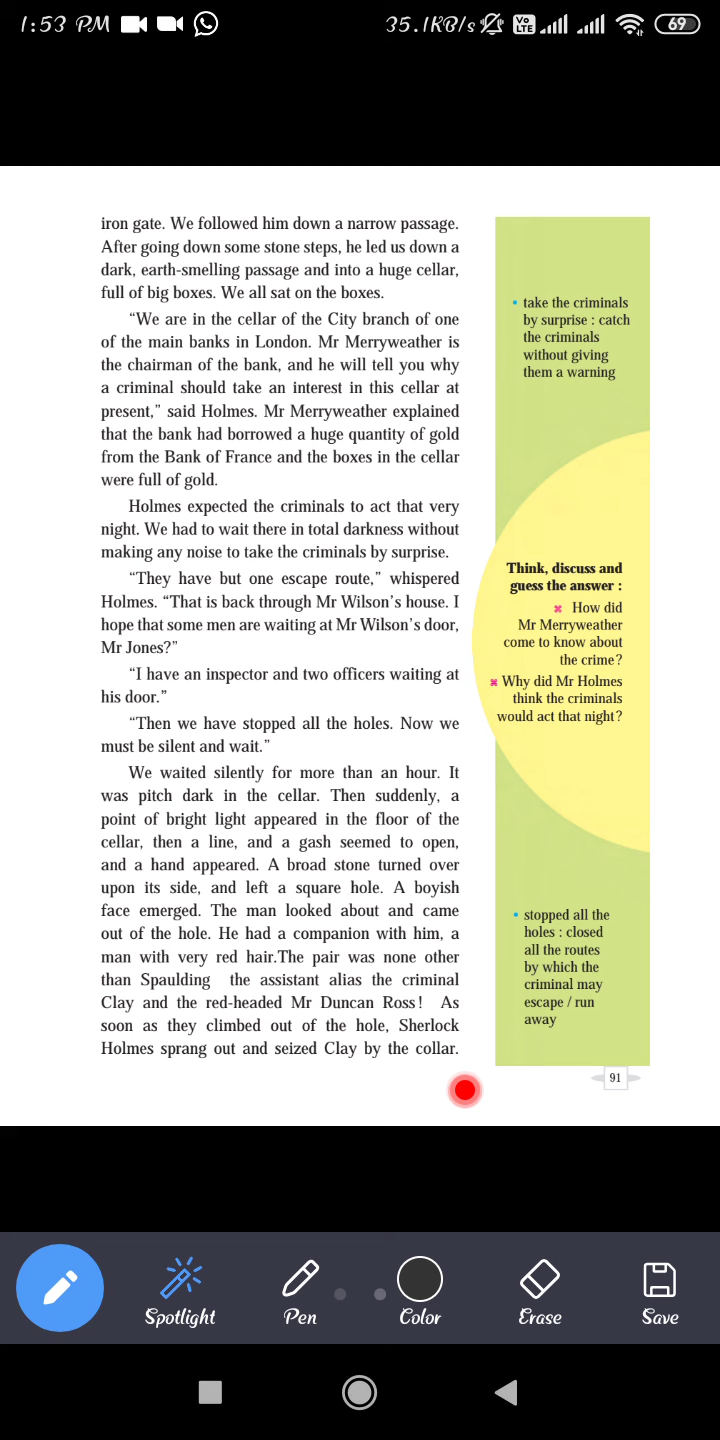 1:53 PM
35.1KB/s
Vo LTE
69
iron gate. We followed him down a narrow passage.
After going down some stone steps, he led us down a
dark, earth-smelling passage and into a huge cellar,
full of big boxes. We all sat on the boxes.
“We are in the cellar of the City branch of one
of the main banks in London. Mr Merryweather is
the chairman of the bank, and he will tell you why
a criminal should take an interest in this cellar at
present,” said Holmes. Mr Merryweather explained
that the bank had borrowed a huge quantity of gold
from the Bank of France and the boxes in the cellar
were full of gold.
Holmes expected the criminals to act that very
night. We had to wait there in total darkness without
making any noise to take the criminals by surprise.
“They have but one escape route,” whispered
Holmes. “That is back through Mr Wilson’s house. I
hope that some men are waiting at Mr Wilson’s door,
Mr Jones?”
“I have an inspector and two officers waiting at
his door.”
“Then we have stopped all the holes. Now we
must be silent and wait.”
We waited silently for more than an hour. It
was pitch dark in the cellar. Then suddenly, a
point of bright light appeared in the floor of the
cellar, then a line, and a gash seemed to open,
and a hand appeared. A broad stone turned over
upon its side, and left a square hole. A boyish
face emerged. The man looked about and came
out of the hole. He had a companion with him, a
man with very red hair.The pair was none other
than Spaulding the assistant alias the criminal
Clay and the red-headed Mr Duncan Ross! As
soon as they climbed out of the hole, Sherlock
Holmes sprang out and seized Clay by the collar.
• take the criminals
by surprise : catch
the criminals
without giving
them a warning
Think, discuss and
guess the answer :
⌘ How did
Mr Merryweather
come to know about
the crime?
⌘ Why did Mr Holmes
think the criminals
would act that night?
• stopped all the
holes : closed
all the routes
by which the
criminal may
escape / run
away
91
Spotlight
Pen
Color
Erase
Save